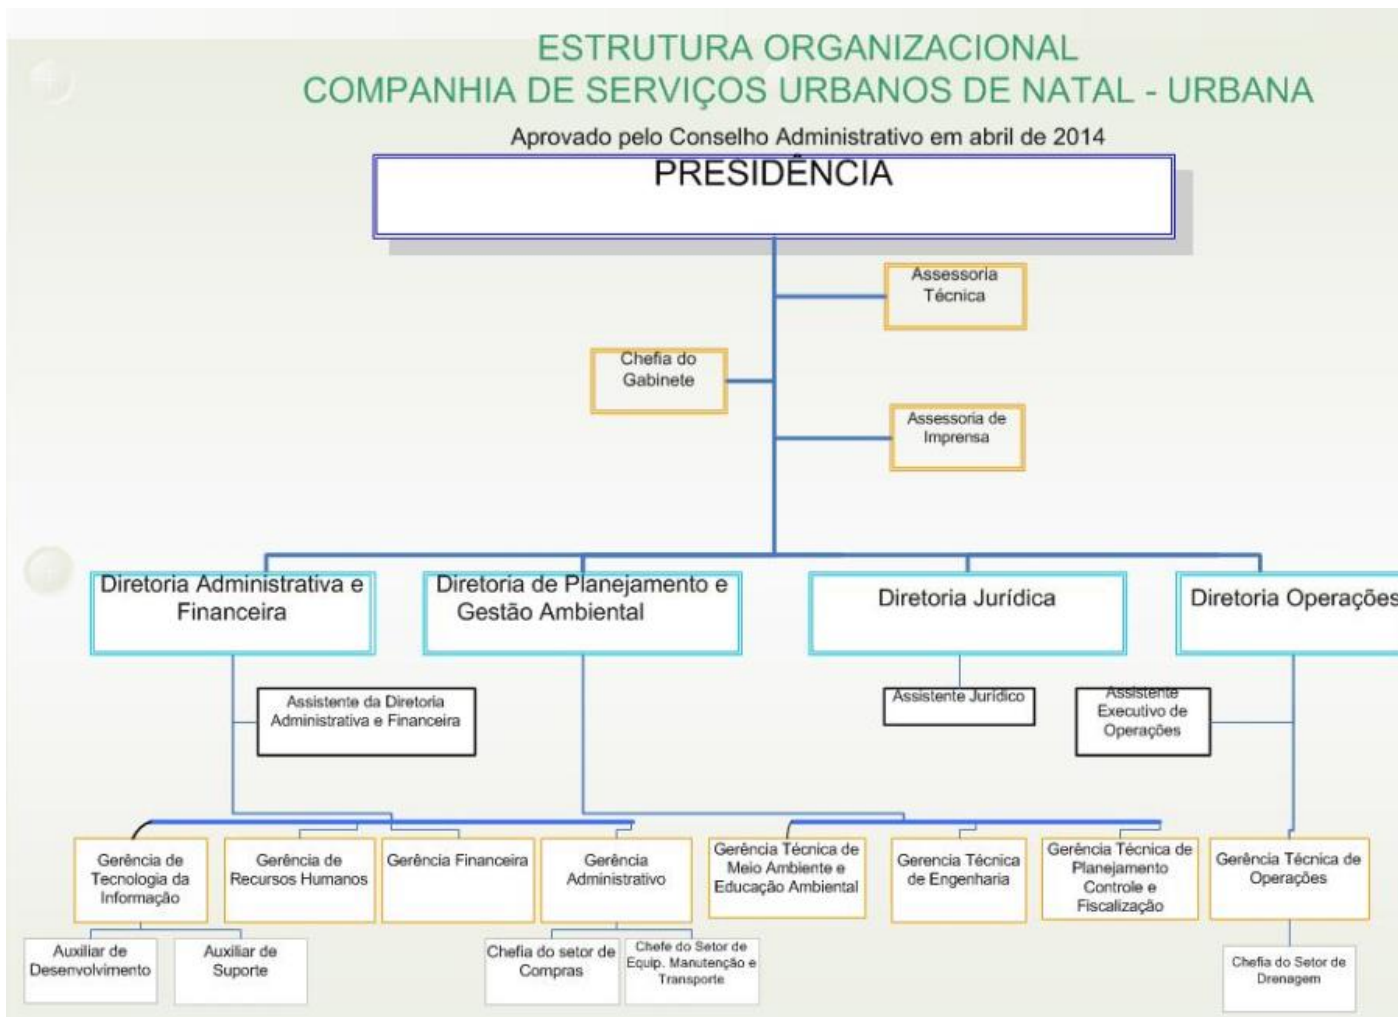 ESTRUTURA ORGANIZACIONAL
COMPANHIA DE SERVIÇOS URBANOS DE NATAL - URBANA
Aprovado pelo Conselho Administrativo em abril de 2014
PRESIDÊNCIA
Assessoria
Técnica
Chefia do
Gabinete
Assessoria de
Imprensa
Diretoria Administrativa e
Financeira
Diretoria de Planejamento e
Gestão Ambiental
Diretoria Jurídica
Diretoria Operações
Assistente da Diretoria
Administrativa e Financeira
Assistente Jurídico
Assistente
Executivo de
Operações
Gerência de
Tecnologia da
Informação
Gerência de
Recursos Humanos
Gerência Financeira
Gerência
Administrativo
Gerência Técnica de
Meio Ambiente e
Educação Ambiental
Gerencia Técnica
de Engenharia
Gerência Técnica de
Planejamento
Controle e
Fiscalização
Gerência Técnica de
Operações
Auxiliar de
Desenvolvimento
Auxiliar de
Suporte
Chefia do setor de
Compras
Chefe do Setor de
Equip. Manutenção e
Transporte
Chefia do Setor de
Drenagem